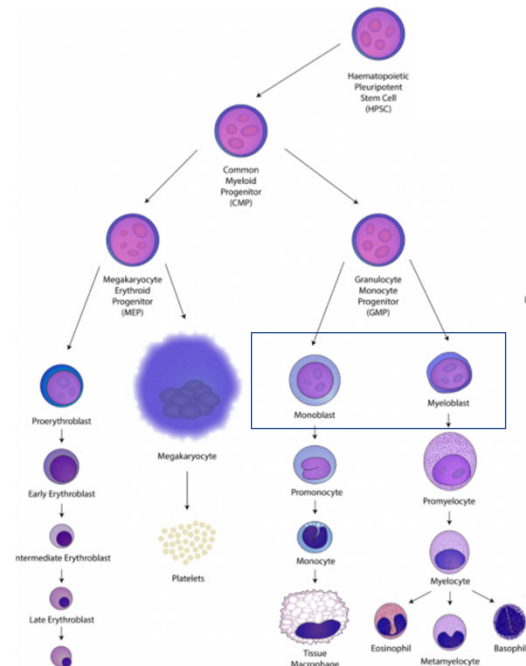 Haematopoietic
Pleuripotent
Stem Cell
(HPSC)
Common
Myeloid
Progenitor
(CMP)
Megakaryocyte
Erythroid
Progenitor
(MEP)
Granulocyte
Monocyte
Progenitor
(GMP)
Proerythroblast
Megakaryocyte
Monoblast
Myeloblast
Early Erythroblast
Promonocyte
Promyelocyte
ntermediate Erythroblast
Platelets
Monocyte
Myelocyte
Late Erythroblast
Tissue
Macrophage
Eosinophil
Metamyelocyte
Basophil